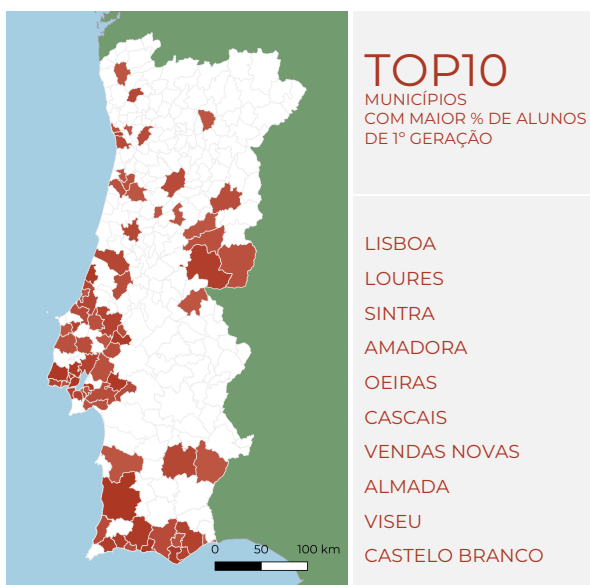 TOP10
MUNICÍPIOS
COM MAIOR % DE ALUNOS
DE 1º GERAÇÃO
LISBOA
LOURES
SINTRA
AMADORA
OEIRAS
CASCAIS
VENDAS NOVAS
ALMADA
VISEU
CASTELO BRANCO
0 50 100 km